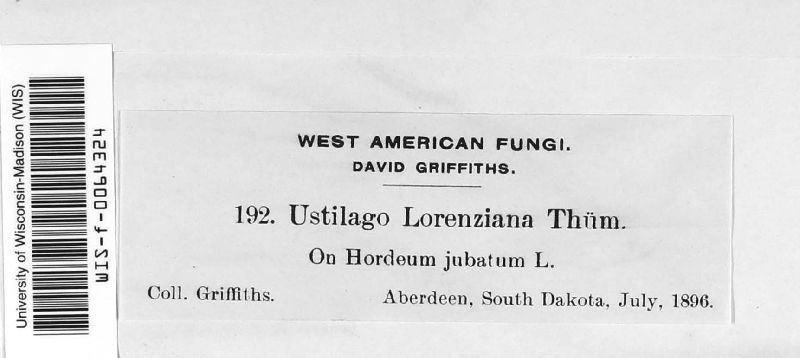 University of Wisconsin-Madison (WIS)
WIS-f-0064324
WEST AMERICAN FUNGI.
DAVID GRIFFITHS.
192. Ustilago Lorenziana Thüm.
On Hordeum jubatum L.
Coll. Griffiths.
Aberdeen, South Dakota, July, 1896.